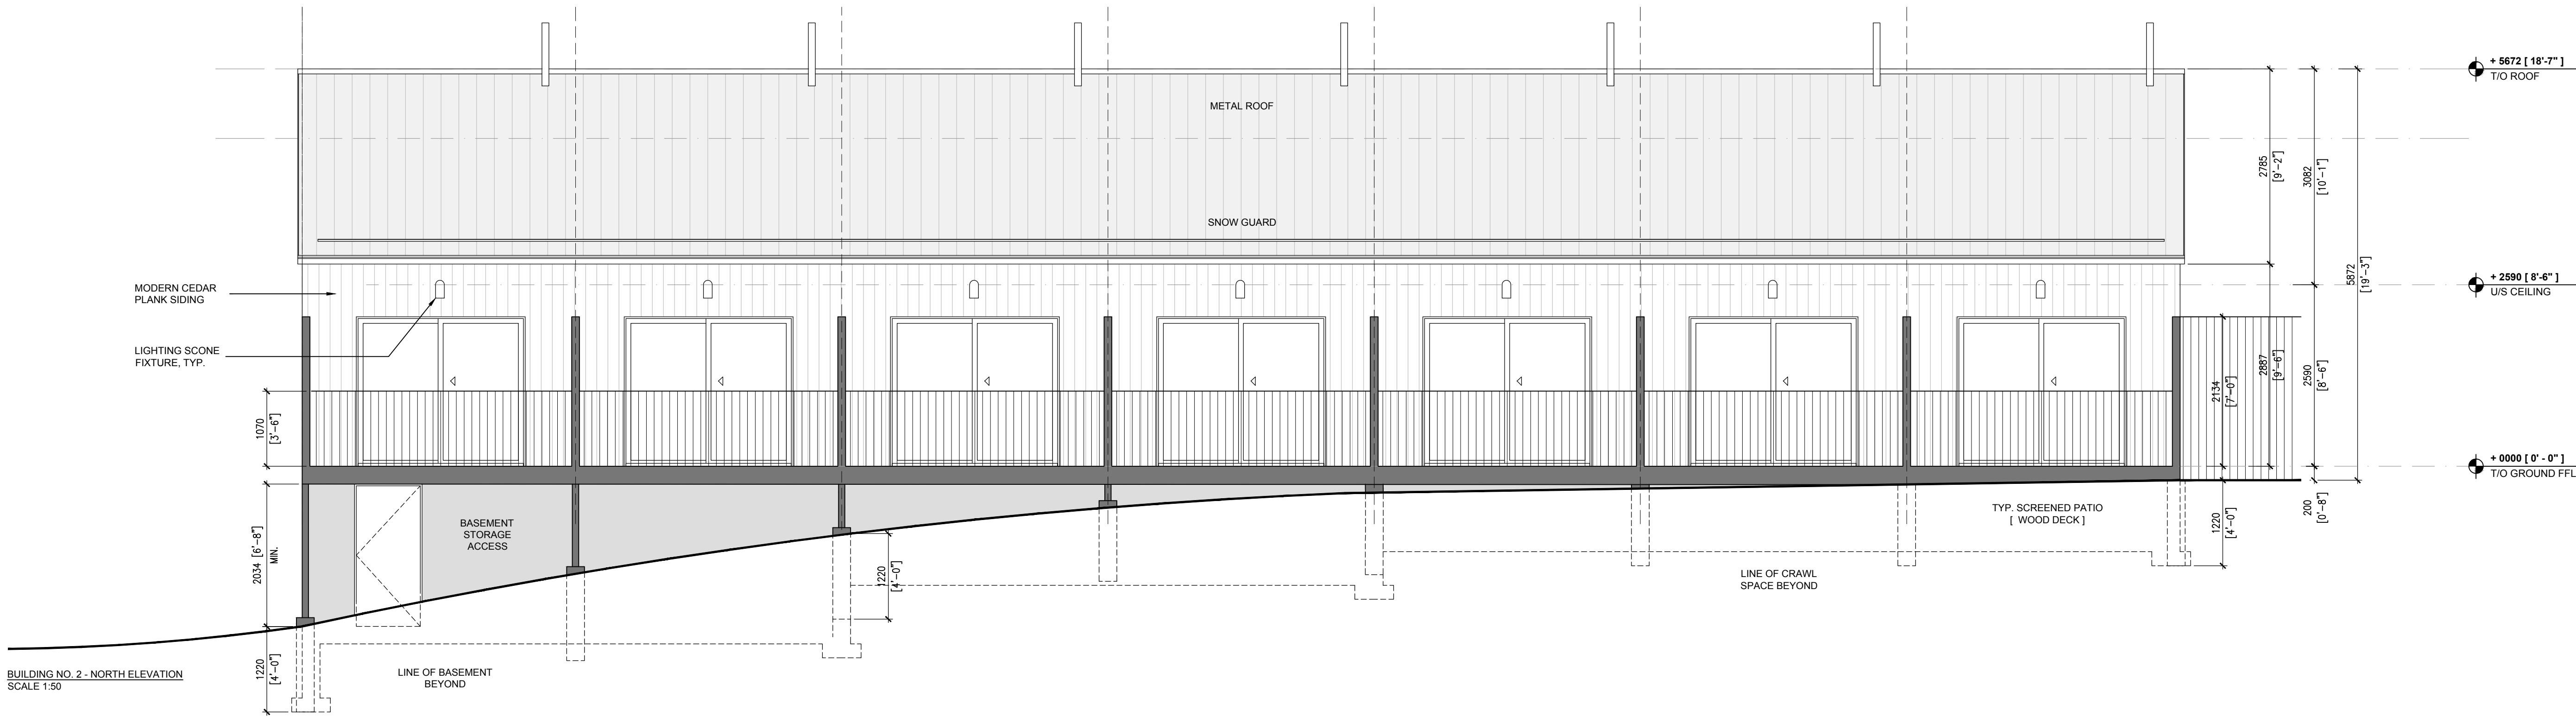 + 5672 [ 18'-7" ]
T/O ROOF
METAL ROOF
2785
[9'-2"]
3082
[10'-1"]
SNOW GUARD
5872
[19'-3"]
+ 2590 [ 8'-6" ]
U/S CEILING
MODERN CEDAR
PLANK SIDING
LIGHTING SCONE
FIXTURE, TYP.
2887
[9'-6"]
2590
[8'-6"]
2134
[7'-0"]
1070
[3'-6"]
+ 0000 [ 0' - 0" ]
T/O GROUND FFL
BASEMENT
STORAGE
ACCESS
TYP. SCREENED PATIO
[ WOOD DECK ]
200
[0'-8"]
1220
[4'-0"]
2034 [6'-8"]
MIN.
1220
[4'-0"]
LINE OF CRAWL
SPACE BEYOND
1220
[4'-0"]
LINE OF BASEMENT
BEYOND
BUILDING NO. 2 - NORTH ELEVATION
SCALE 1:50